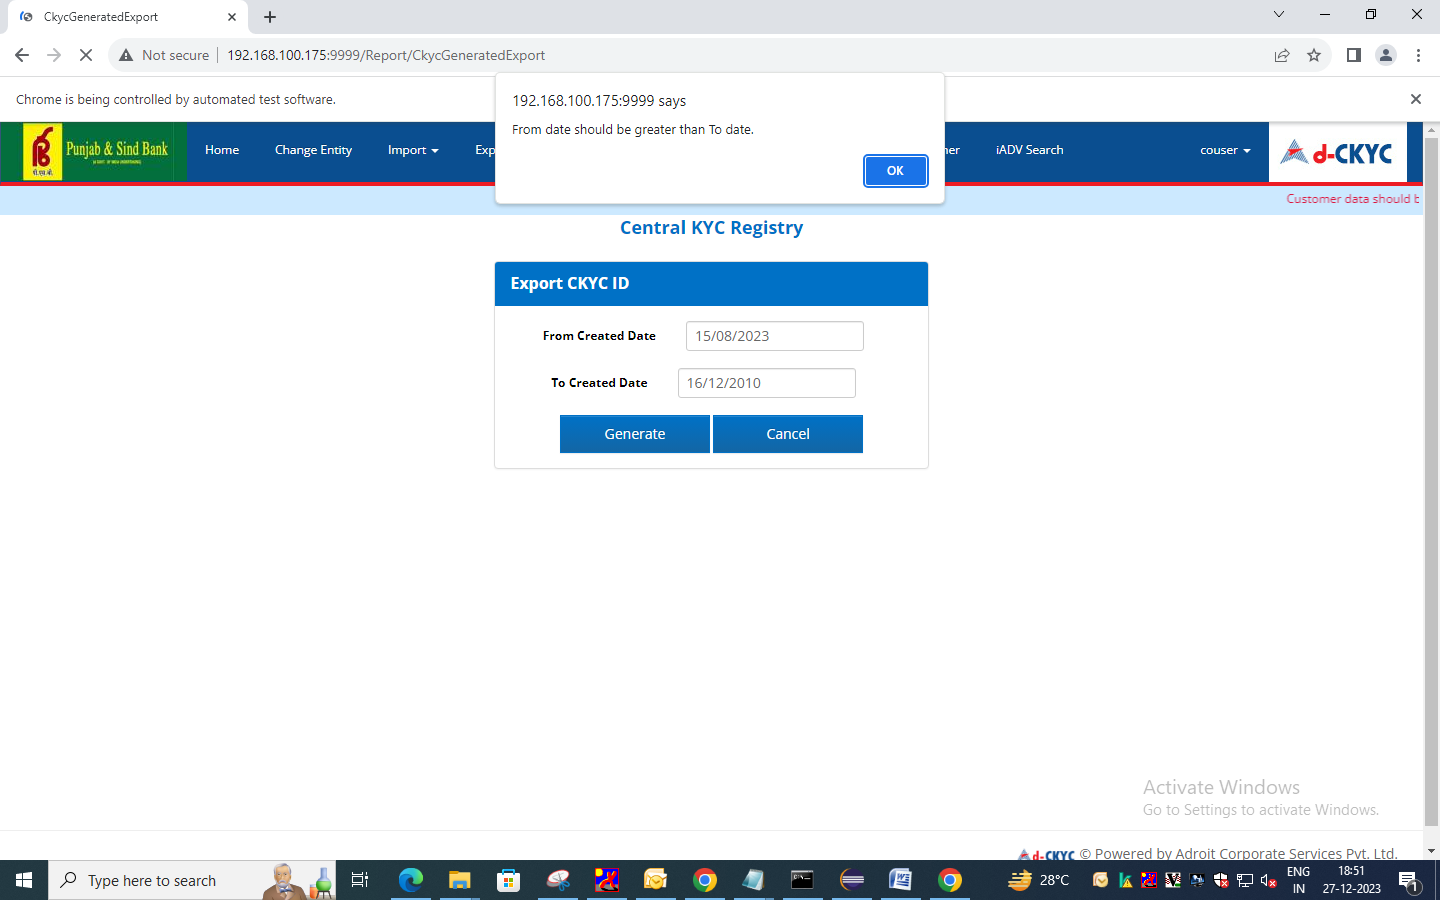 CkycGeneratedExport
Not secure 192.168.100.175:9999/Report/CkycGeneratedExport
Chrome is being controlled by automated test software.
192.168.100.175:9999 says
From date should be greater than To date.
OK
Punjab & Sind Bank
Home Change Entity Import Exp ner iADV Search couser d-CKYC
Customer data should b
Central KYC Registry
Export CKYC ID
From Created Date 15/08/2023
To Created Date 16/12/2010
Generate Cancel
Activate Windows
Go to Settings to activate Windows.
d-CKYC © Powered by Adroit Corporate Services Pvt. Ltd.
Type here to search
28°C
ENG
IN
18:51
27-12-2023
1